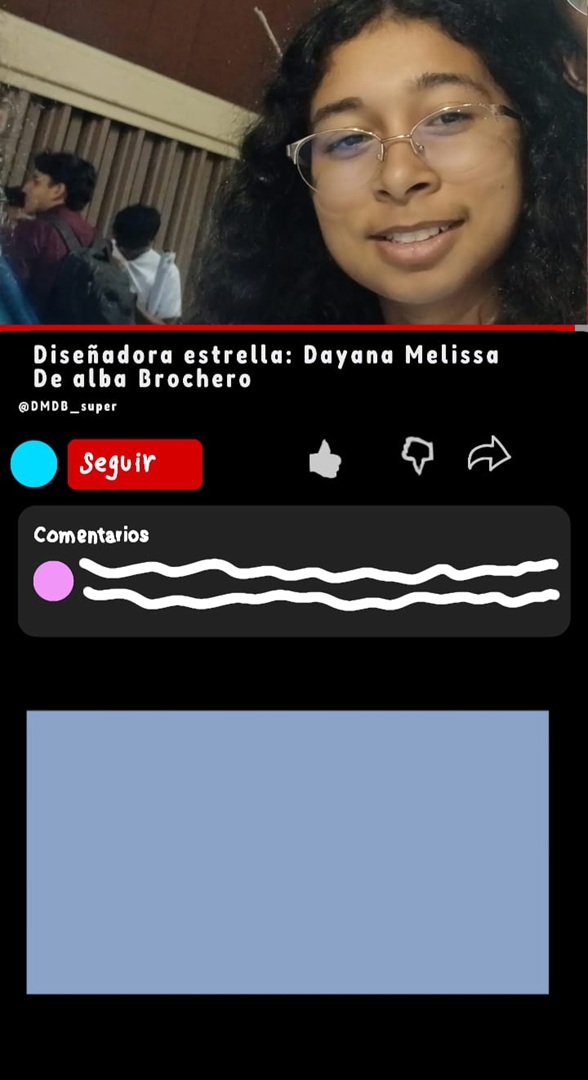 Diseñadora estrella: Dayana Melissa
De alba Brochero
@DMDB_super
Seguir
Comentarios